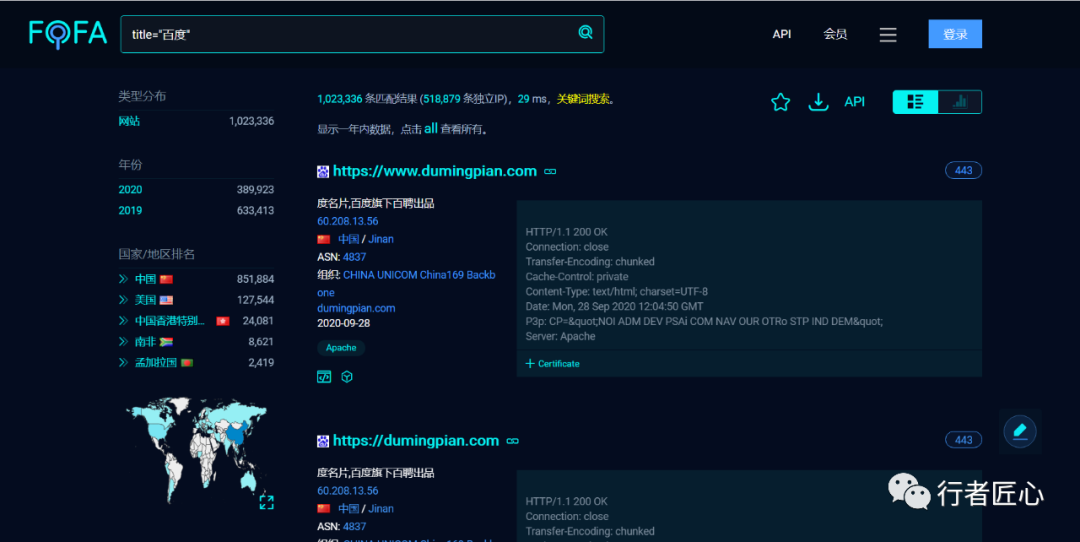 FOFA
title="百度"
API
会员
登录
类型分布
网站 1,023,336
年份
2020 389,923
2019 633,413
国家/地区排名
中国 851,884
美国 127,544
中国香港特别... 24,081
南非 8,621
孟加拉国 2,419
1,023,336 条匹配结果 (518,879 条独立IP)，29 ms，关键词搜索。
显示一年内数据，点击 all 查看所有。
API
https://www.dumingpian.com
443
度名片,百度旗下百聘出品
60.208.13.56
中国 / Jinan
ASN: 4837
组织: CHINA UNICOM China169 Backb
one
dumingpian.com
2020-09-28
Apache
HTTP/1.1 200 OK
Connection: close
Transfer-Encoding: chunked
Cache-Control: private
Content-Type: text/html; charset=UTF-8
Date: Mon, 28 Sep 2020 12:04:50 GMT
P3p: CP=&quot;NOI ADM DEV PSAi COM NAV OUR OTRo STP IND DEM&quot;
Server: Apache
+ Certificate
https://dumingpian.com
443
度名片,百度旗下百聘出品
60.208.13.56
中国 / Jinan
ASN: 4837
组织: CHINA UNICOM China169 Backb
HTTP/1.1 200 OK
Connection: close
Transfer-Encoding: chunked
行者匠心